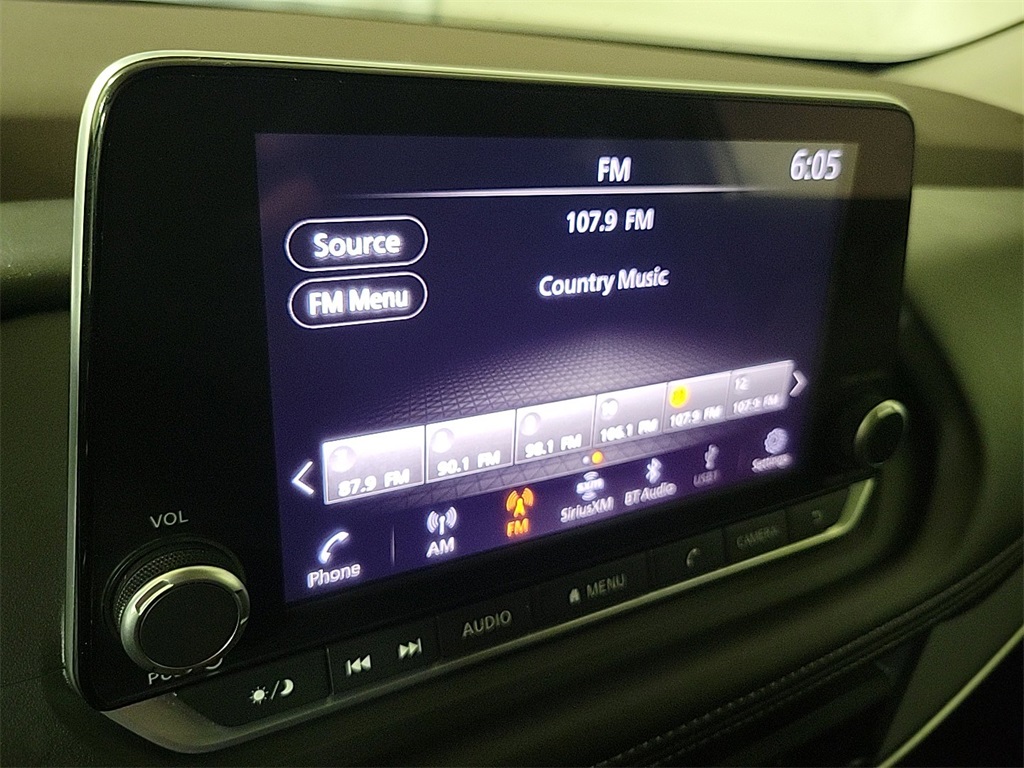 FM
6:05
107.9 FM
Source
Country Music
FM Menu
12
87.9 FM
90.1 FM
98.1 FM
106.1 FM
107.9 FM
107.9 FM
Phone
AM
FM
SiriusXM
BT Audio
USB1
Settings
VOL
AUDIO
MENU
CAMERA